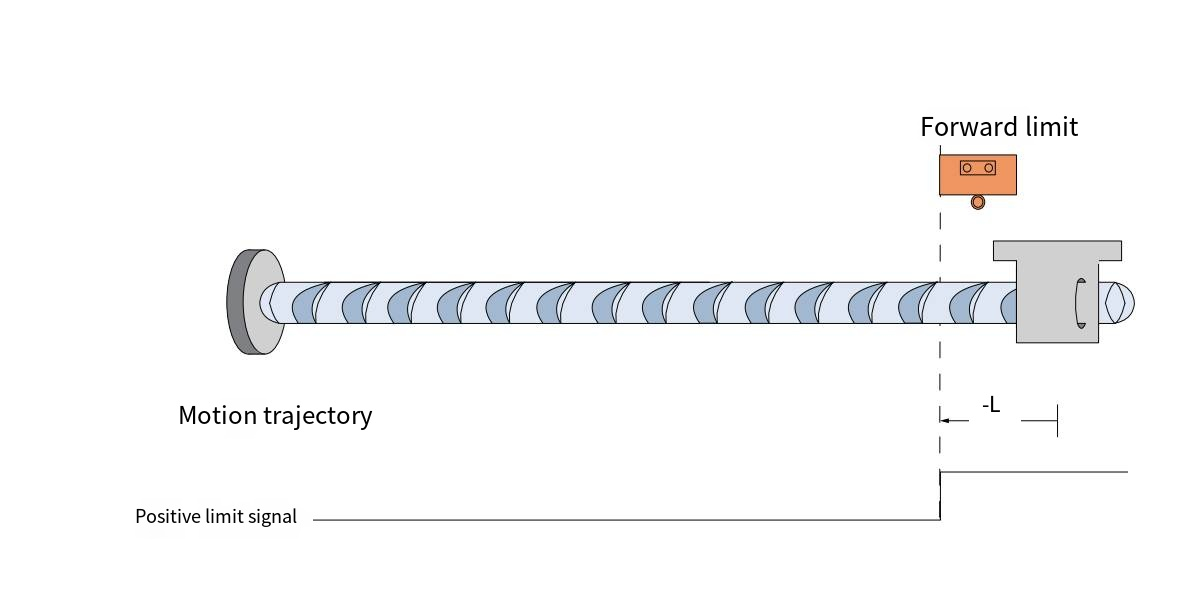 Forward limit
-L
Motion trajectory
Positive limit signal